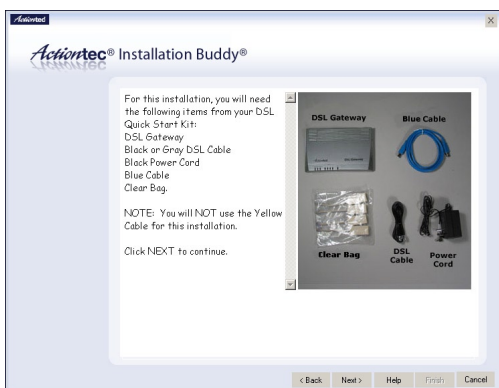 Actiontec
Actiontec® Installation Buddy®
For this installation, you will need
the following items from your DSL
Quick Start Kit:
DSL Gateway
Black or Gray DSL Cable
Black Power Cord
Blue Cable
Clear Bag.
NOTE: You will NOT use the Yellow
Cable for this installation.
Click NEXT to continue.
DSL Gateway
Blue Cable
Clear Bag
DSL
Cable
Power
Cord
< Back
Next >
Help
Finish
Cancel